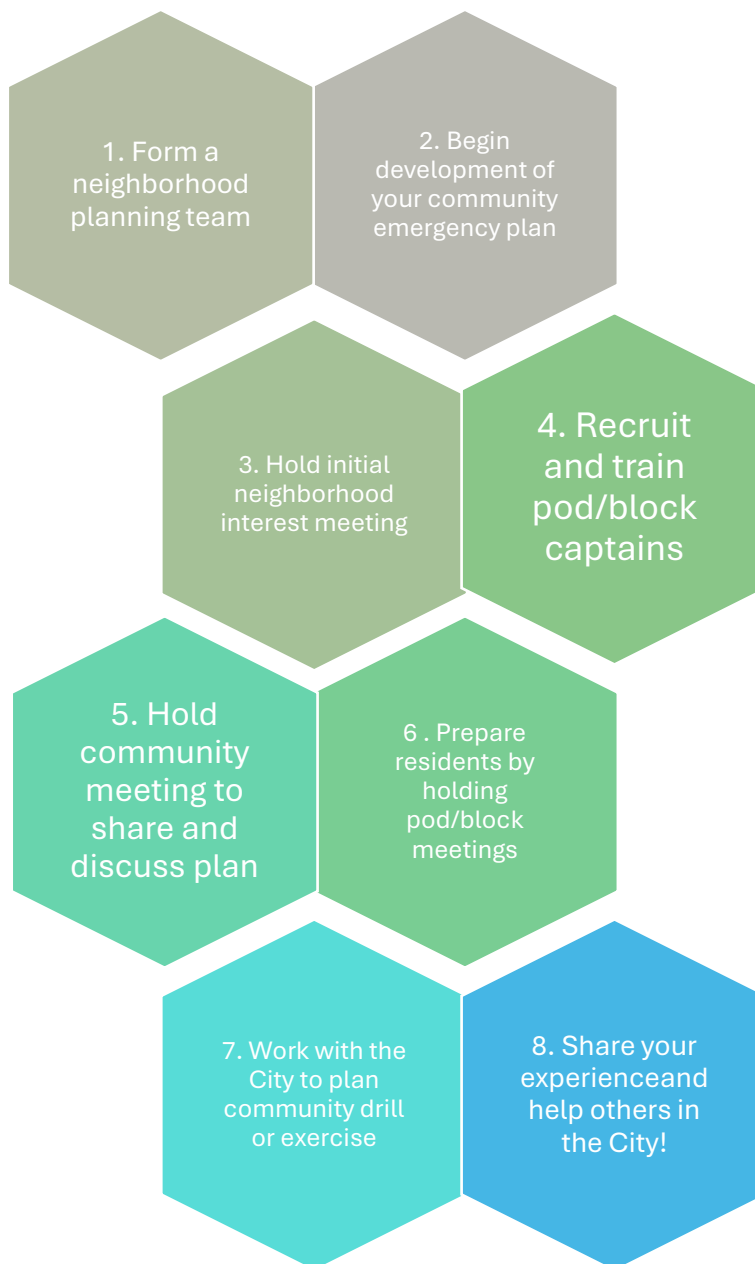 1. Form a
neighborhood
planning team
2. Begin
development of
your community
emergency plan
3. Hold initial
neighborhood
interest meeting
4. Recruit
and train
pod/block
captains
5. Hold
community
meeting to
share and
discuss plan
6 . Prepare
residents by
holding
pod/block
meetings
7. Work with the
City to plan
community drill
or exercise
8. Share your
experienceand
help others in
the City!